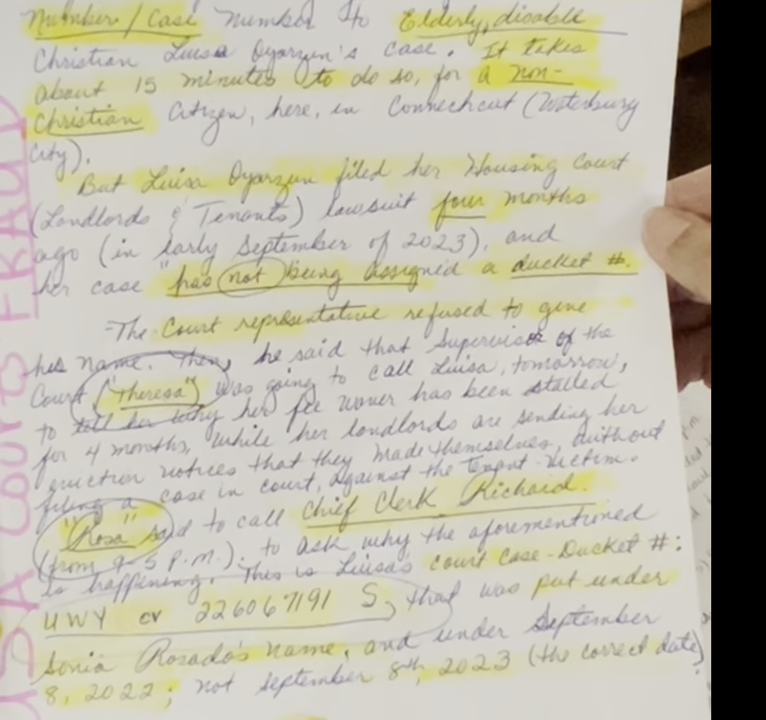 Number/Case Number to Elderly, disable
Christian Luisa Oyarzun's case. It takes
about 15 minutes to do so, for a non-
Christian Citizen, here, in Connecticut (Waterbury
City).
But Luisa Oyarzun filed her Housing Court
(Landlords & Tenants) lawsuit four months
ago (in early September of 2023), and
her case "has not being assigned a ducket #.
-The Court representative refused to give
his name. Then, he said that Supervisor of the
Court ("Theresa") was going to call Luisa, tomorrow,
to tell her why her fee waver has been stalled
for 4 months, while her landlords are sending her
eviction notices that they made themselves, without
filing a case in court, against the Tenant-Victim.
"Rosa" said to call Chief Clerk Richard.
(from 9-5 P.M.). to ask why the aforementioned
is happening. This is Luisa's court case-Ducket #:
UWY cv 226067191 S, that was put under
Sonia Rosado's name, and under September
8, 2022; not September 8th, 2023 (the correct date)
USA Courts FRAUD